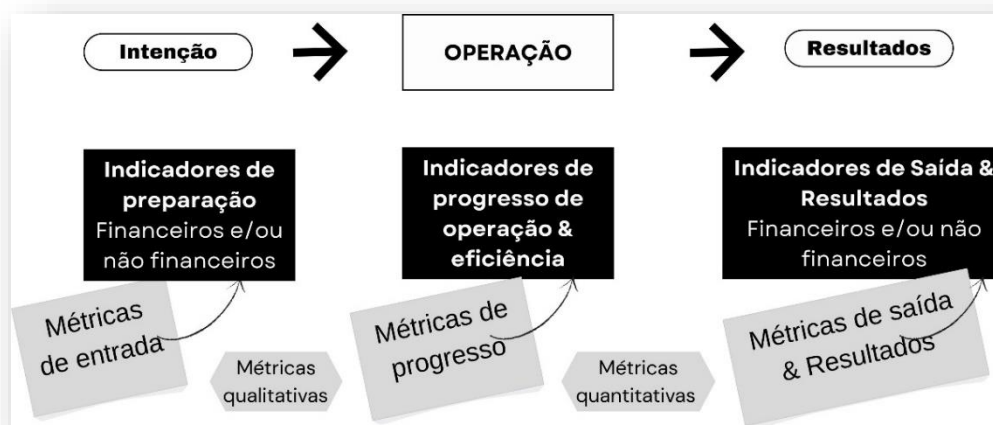 Intenção
OPERAÇÃO
Resultados
Indicadores de
preparação
Financeiros e/ou
não financeiros
Indicadores de
progresso de
operação &
eficiência
Indicadores de Saída &
Resultados
Financeiros e/ou não
financeiros
Métricas
de entrada
Métricas
qualitativas
Métricas de
progresso
Métricas
quantitativas
Métricas de saída
& Resultados